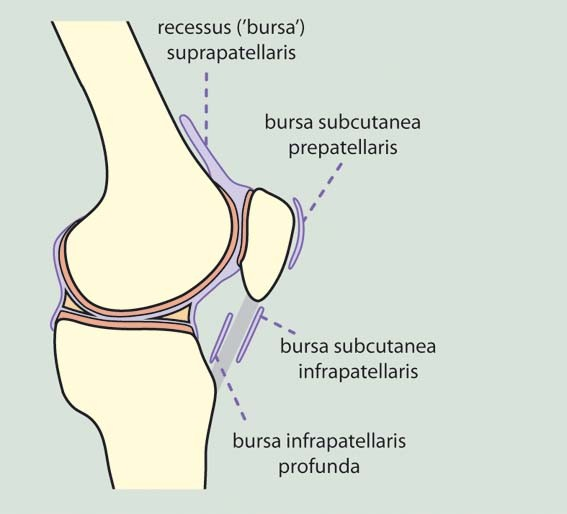 recessus ('bursa')
suprapatellaris
bursa subcutanea
prepatellaris
bursa subcutanea
infrapatellaris
bursa infrapatellaris
profunda